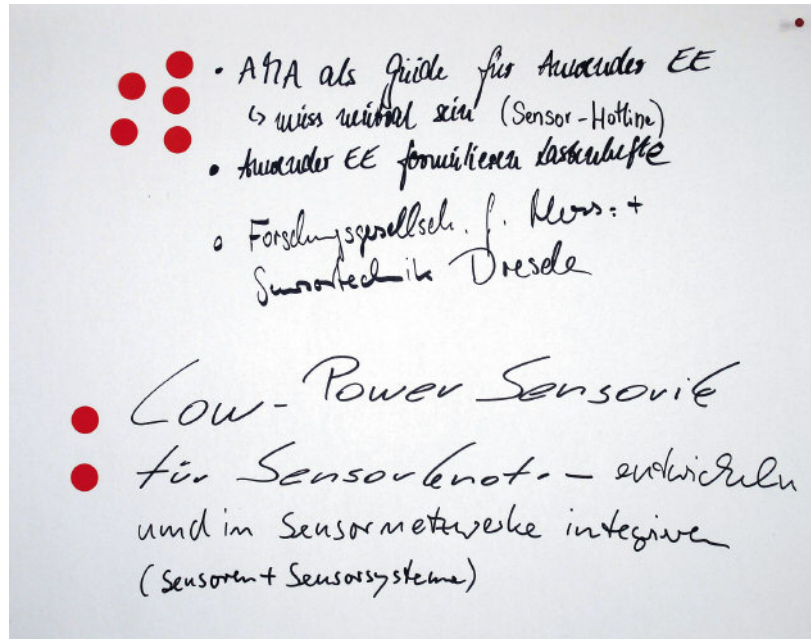 • AMA als Guide für Anwender EE
↳ muss neutral sein (Sensor-Hotline)
• Anwender EE formulieren Lastenhefte
• Forschungsgesellsch. f. Mess- +
Sensortechnik Dresden
Low-Power Sensorik
für Sensorknot. – entwickeln
und in Sensornetzwerke integrieren
(Sensoren + Sensorsysteme)